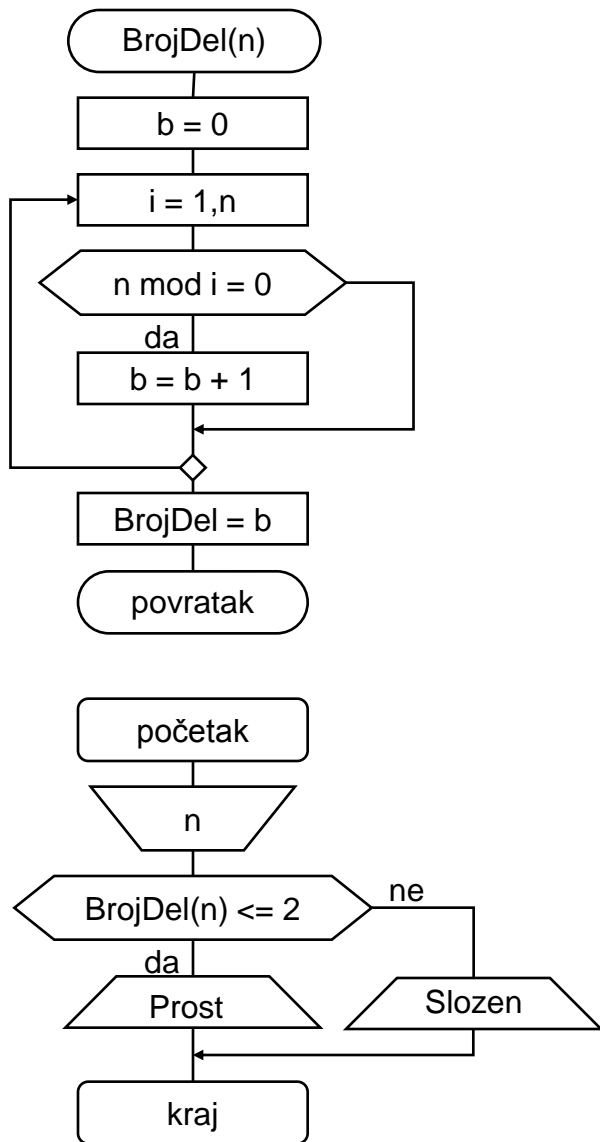 BrojDel(n)
b = 0
i = 1,n
n mod i = 0
da
b = b + 1
BrojDel = b
povratak
početak
n
BrojDel(n) <= 2
ne
da
Prost
Slozen
kraj